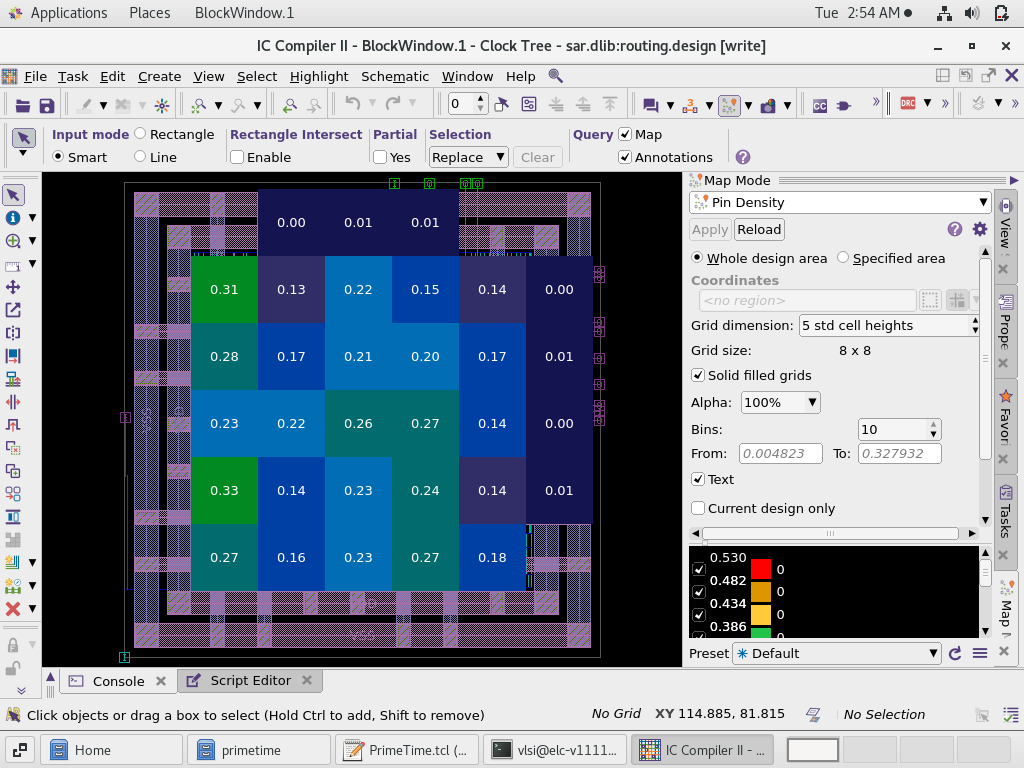 Applications Places BlockWindow.1 Tue 2:54 AM
IC Compiler II - BlockWindow.1 - Clock Tree - sar.dlib:routing.design [write]
File Task Edit Create View Select Highlight Schematic Window Help
0 CC DRC
Input mode Rectangle Rectangle Intersect Partial Selection Query Map
Smart Line Enable Yes Replace Clear Annotations
Map Mode
Pin Density
Apply Reload
Whole design area Specified area
Coordinates
<no region>
Grid dimension: 5 std cell heights
Grid size: 8 x 8
Solid filled grids
Alpha: 100%
Bins: 10
From: 0.004823 To: 0.327932
Text
Current design only
0.530
0
0.482
0
0.434
0
0.386
Preset Default
View
Prope
Favori
Tasks
Map
0.00 0.01 0.01
0.31 0.13 0.22 0.15 0.14 0.00
0.28 0.17 0.21 0.20 0.17 0.01
0.23 0.22 0.26 0.27 0.14 0.00
0.33 0.14 0.23 0.24 0.14 0.01
0.27 0.16 0.23 0.27 0.18
VSS
VSS
Console Script Editor
Click objects or drag a box to select (Hold Ctrl to add, Shift to remove) No Grid XY 114.885, 81.815 No Selection
Home primetime PrimeTime.tcl (... vlsi@elc-v1111... IC Compiler II - ...